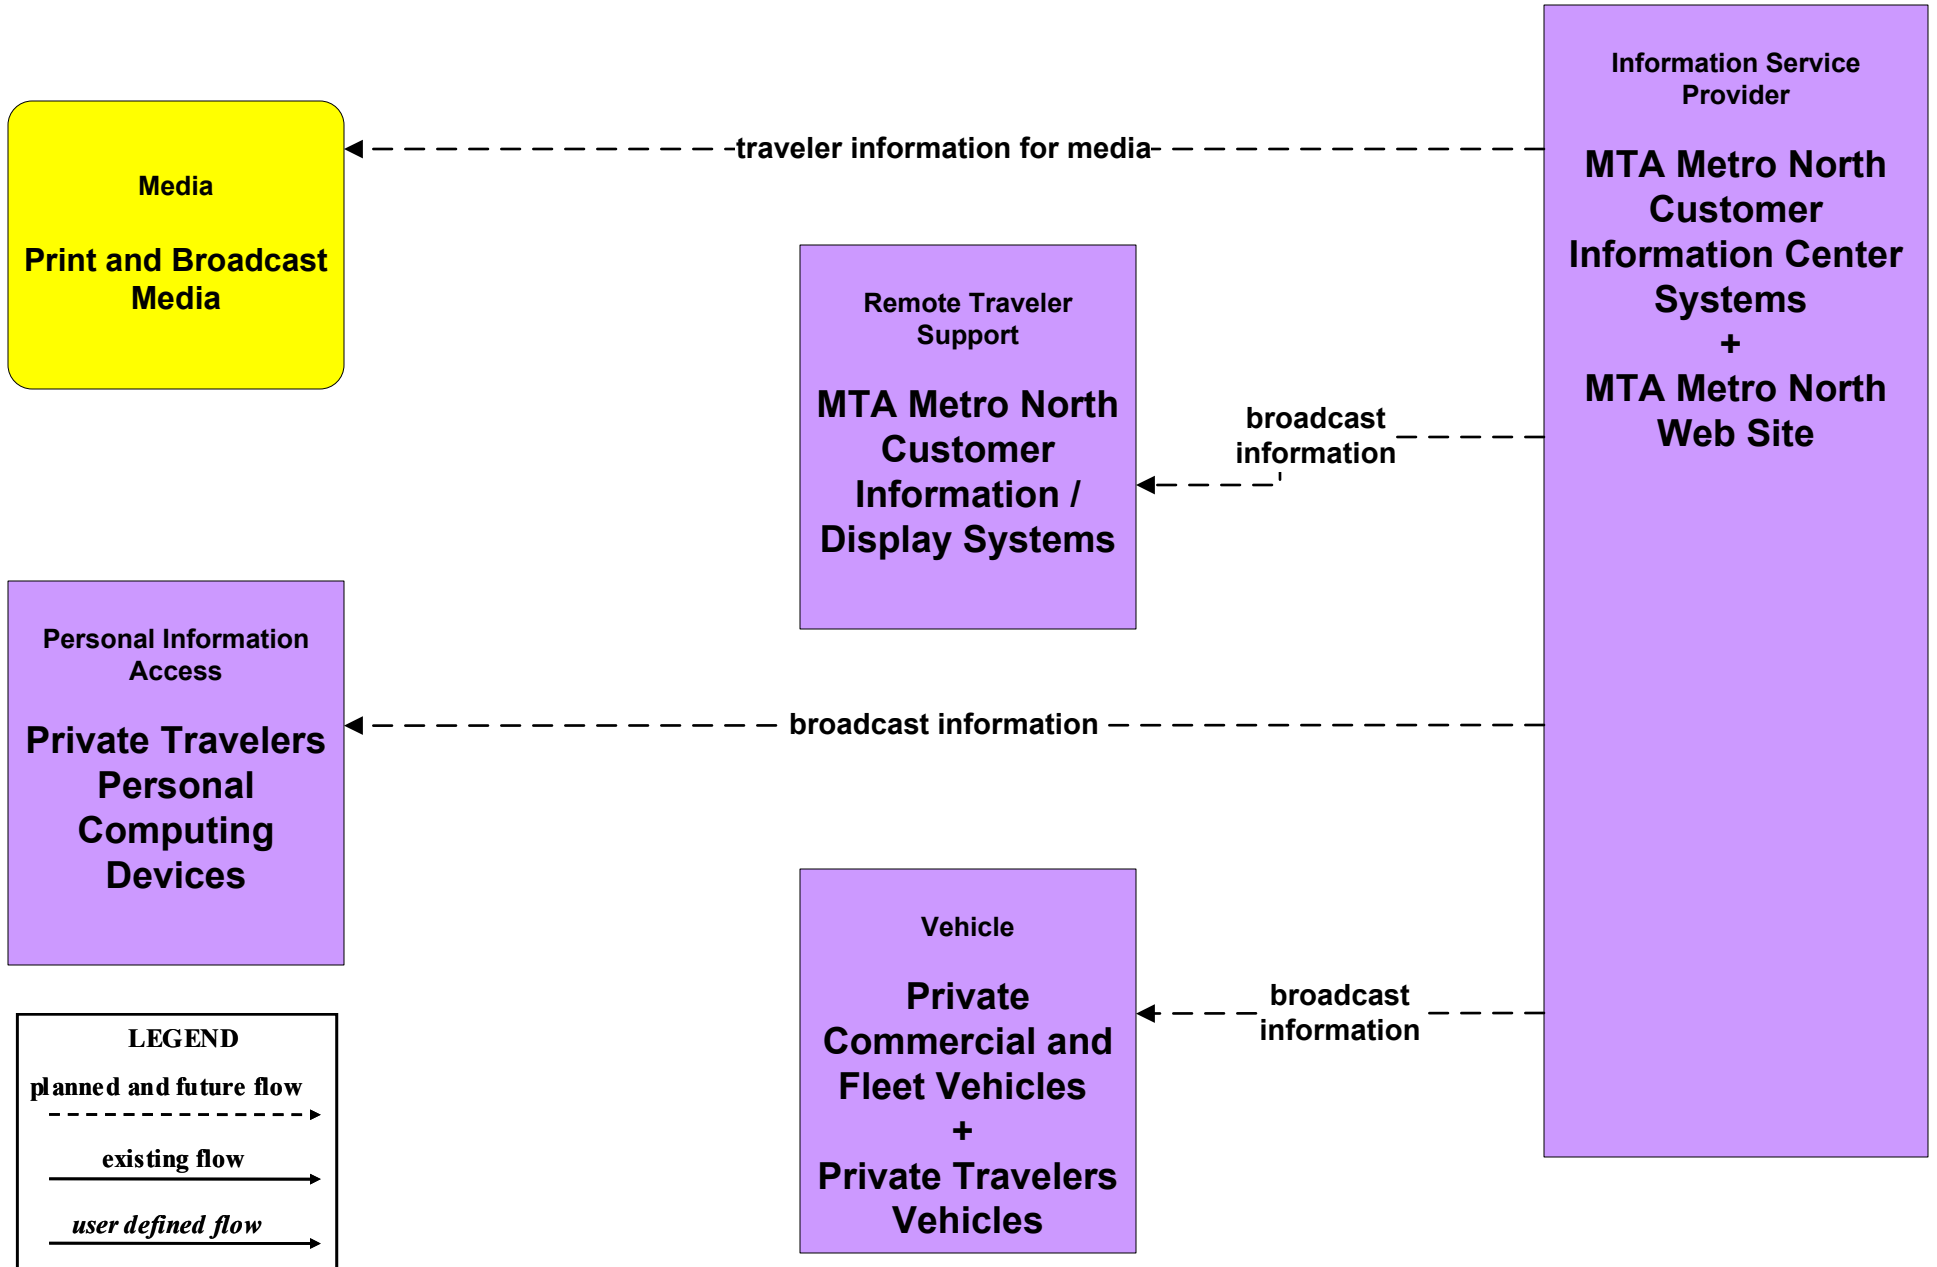 Information Service
Provider
MTA Metro North
Customer
Information Center
Systems
+
MTA Metro North
Web Site
traveler information for media
Media
Print and Broadcast
Media
Remote Traveler
Support
MTA Metro North
Customer
Information /
Display Systems
broadcast
information
Personal Information
Access
Private Travelers
Personal
Computing
Devices
broadcast information
Vehicle
Private
Commercial and
Fleet Vehicles
+
Private Travelers
Vehicles
broadcast
information
LEGEND
planned and future flow
existing flow
user defined flow